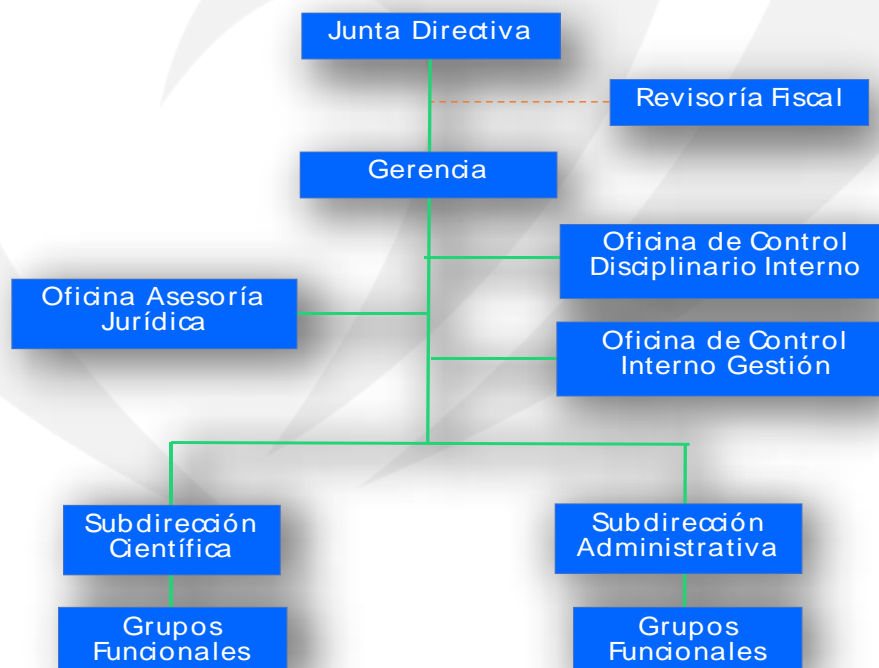 Junta Directiva
Revisoría Fiscal
Gerencia
Oficina de Control
Disciplinario Interno
Oficina Asesoría
Jurídica
Oficina de Control
Interno Gestión
Subdirección
Científica
Subdirección
Administrativa
Grupos
Funcionales
Grupos
Funcionales